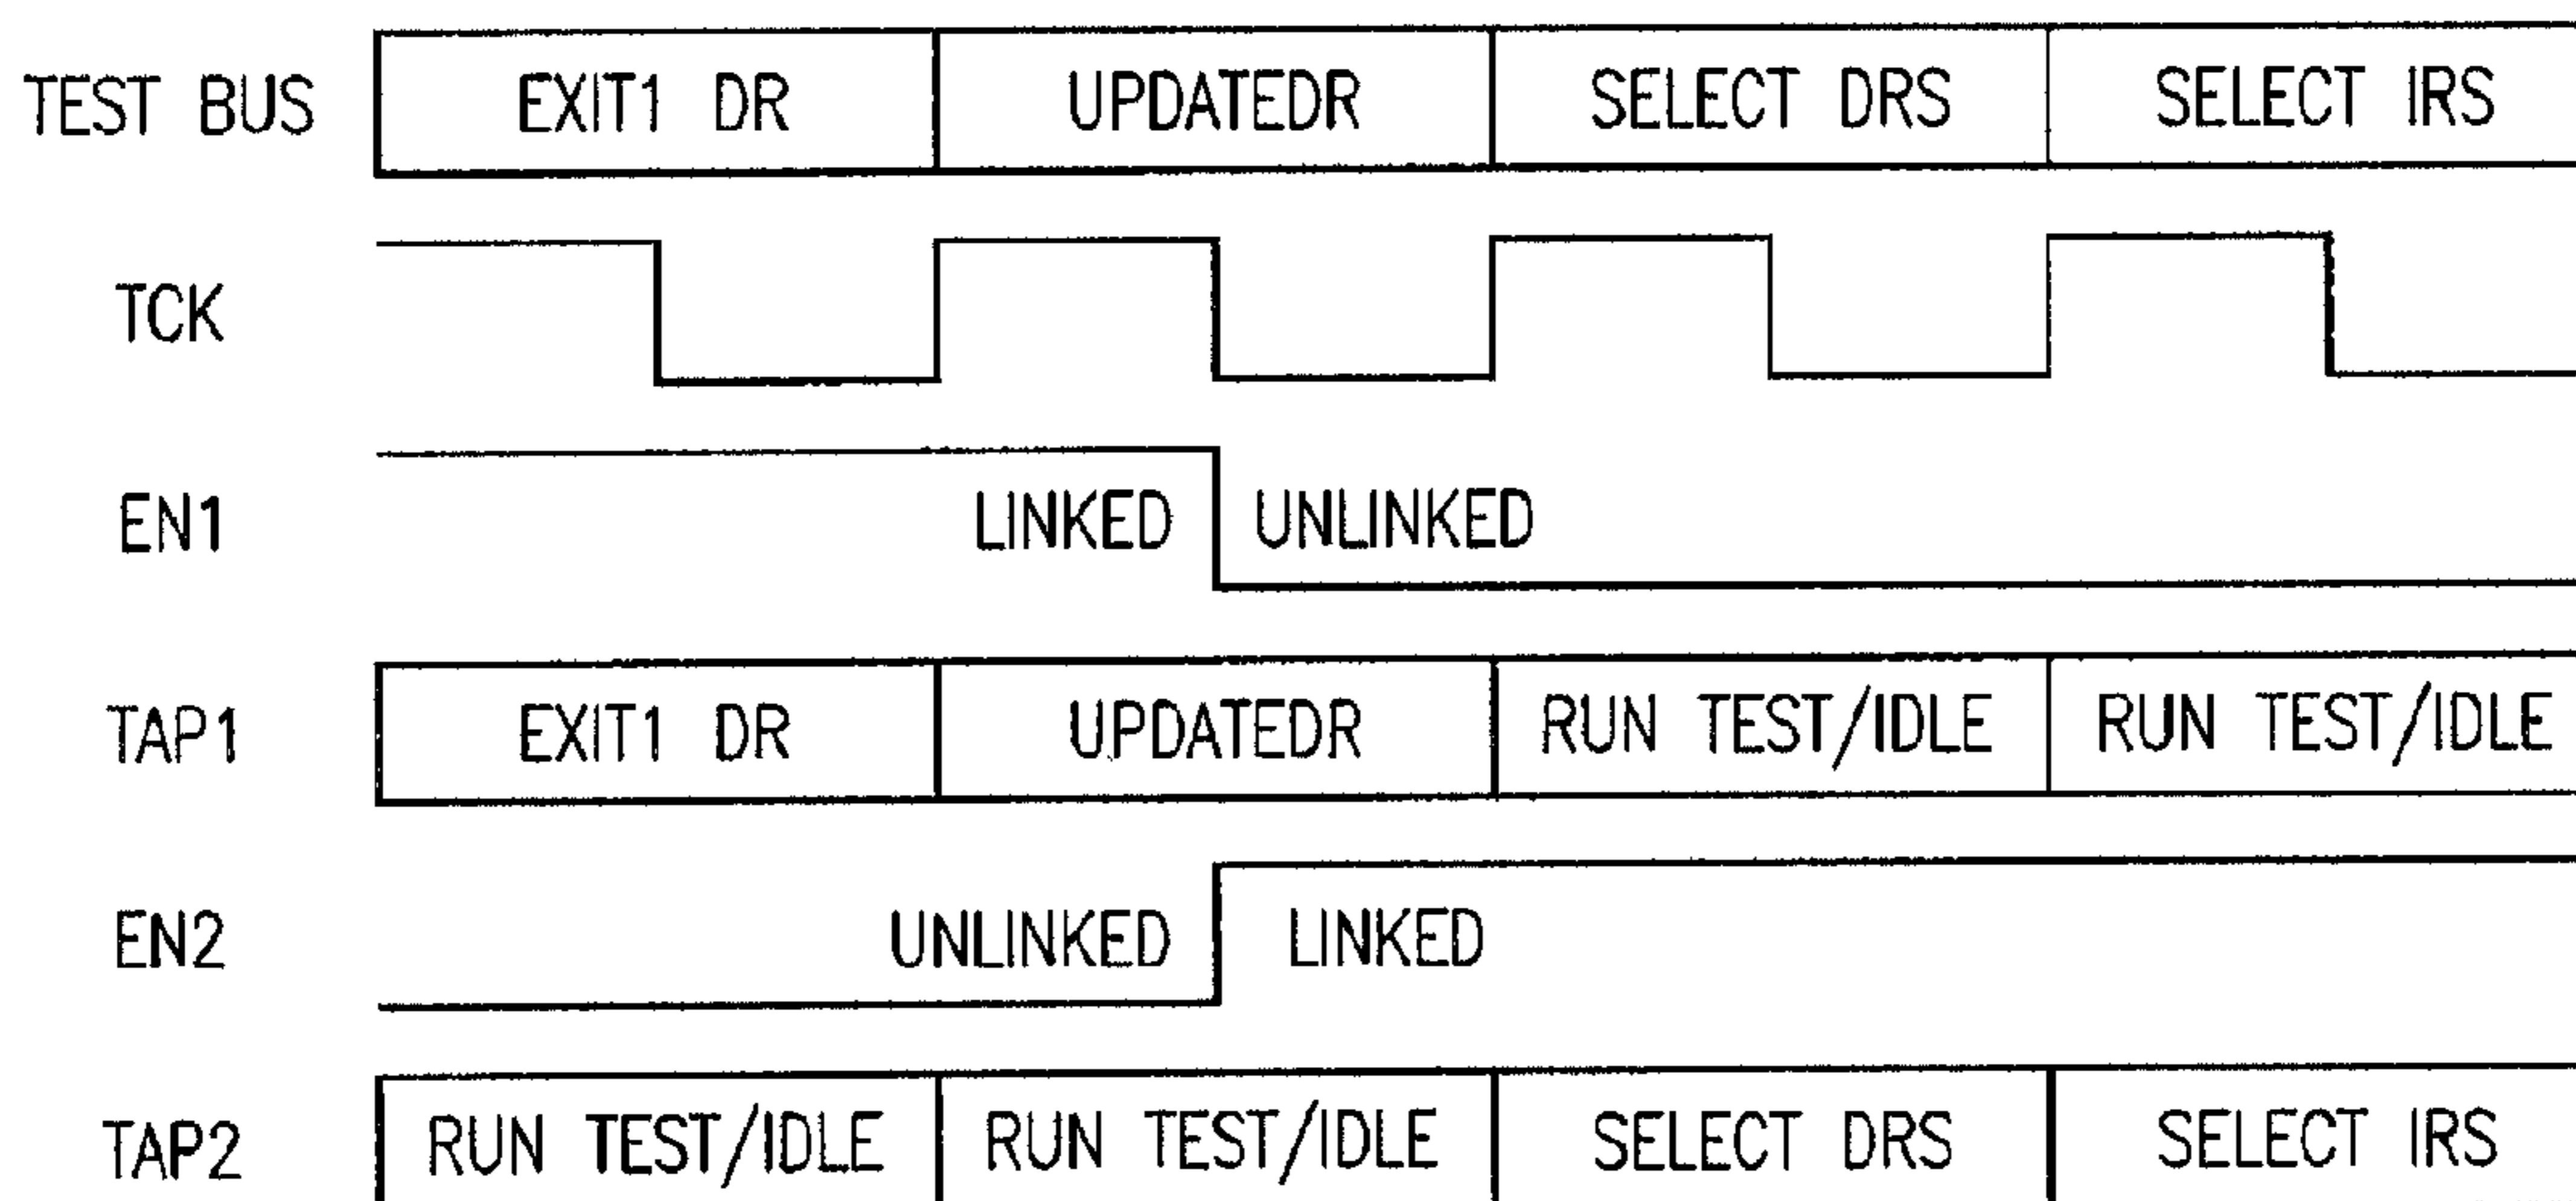 TEST BUS EXIT1 DR UPDATEDR SELECT DRS SELECT IRS
TCK
EN1 LINKED UNLINKED
TAP1 EXIT1 DR UPDATEDR RUN TEST/IDLE RUN TEST/IDLE
EN2 UNLINKED LINKED
TAP2 RUN TEST/IDLE RUN TEST/IDLE SELECT DRS SELECT IRS